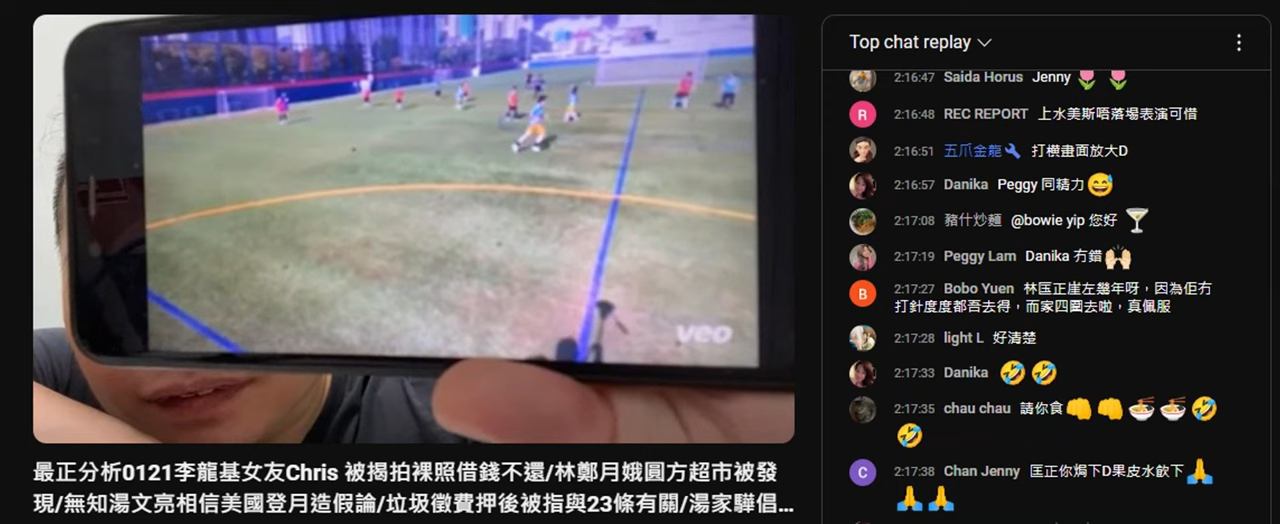 veo
最正分析0121李龍基女友Chris 被揭拍裸照借錢不還/林鄭月娥圓方超市被發
現/無知湯文亮相信美國登月造假論/垃圾徵費押後被指與23條有關/湯家驊倡...
Top chat replay
2:16:47 Saida Horus Jenny 🌷 🌷
R 2:16:48 REC REPORT 上水美斯唔落場表演可惜
2:16:51 五爪金龍🔧 打橫畫面放大D
2:16:57 Danika Peggy 同精力😅
2:17:08 豬什炒麵 @bowie yip 您好 🍸
2:17:19 Peggy Lam Danika 冇錯🙌🏻
B 2:17:27 Bobo Yuen 林匡正崖左幾年呀，因為佢冇
打針度度都吾去得，而家四圍去啦，真佩服
2:17:28 light L 好清楚
2:17:33 Danika 🤣 🤣
2:17:35 chau chau 請你食👊 👊 🍜 🍜 🤣
🤣
C 2:17:38 Chan Jenny 匡正你焗下D果皮水飲下🙏
🙏 🙏